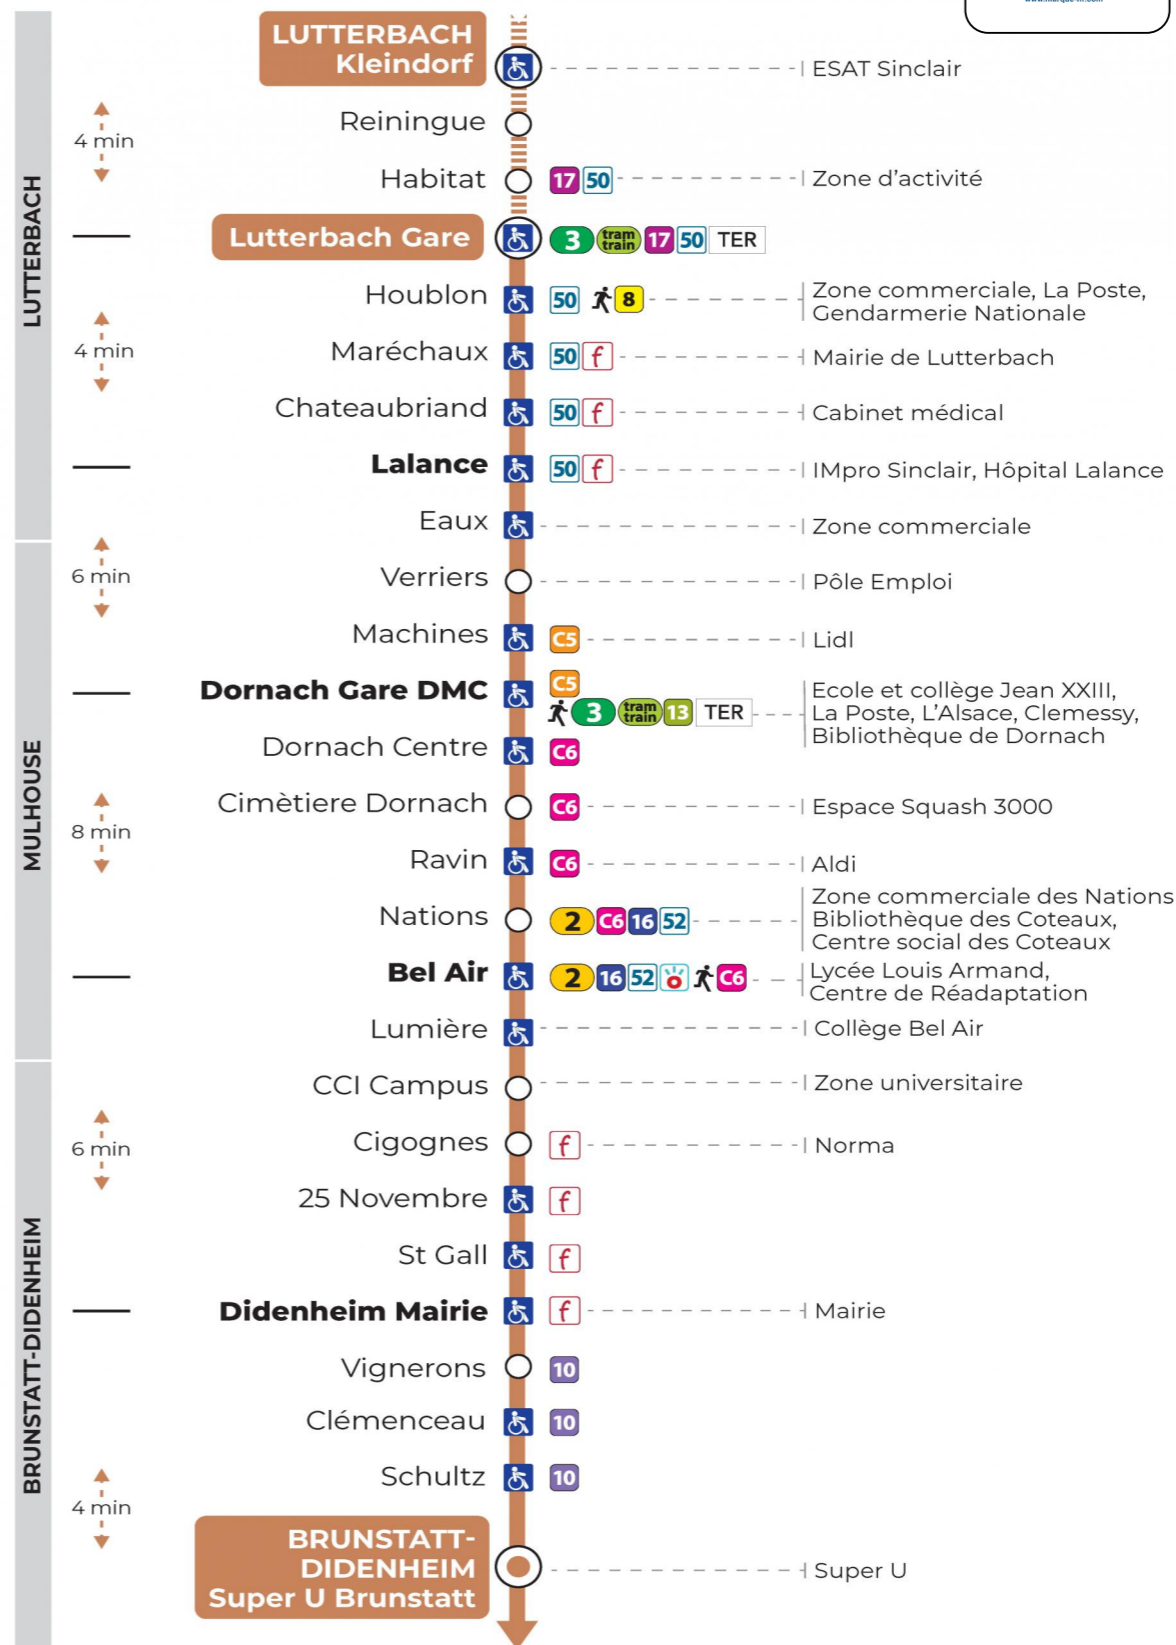 www.marque-nf.com
LUTTERBACH
Kleindorf
ESAT Sinclair
Reiningue
4 min
Habitat
17 50
Zone d'activité
LUTTERBACH
Lutterbach Gare
3 tram train 17 50 TER
Houblon
50 8
Zone commerciale, La Poste,
Gendarmerie Nationale
4 min
Maréchaux
50 f
Mairie de Lutterbach
Chateaubriand
50 f
Cabinet médical
Lalance
50 f
IMpro Sinclair, Hôpital Lalance
Eaux
Zone commerciale
6 min
Verriers
Pôle Emploi
Machines
C5
Lidl
Dornach Gare DMC
C5
3 tram train 13 TER
Ecole et collège Jean XXIII,
La Poste, L'Alsace, Clemessy,
Bibliothèque de Dornach
Dornach Centre
C6
MULHOUSE
Cimètiere Dornach
C6
Espace Squash 3000
8 min
Ravin
C6
Aldi
Nations
2 C6 16 52
Zone commerciale des Nations
Bibliothèque des Coteaux,
Centre social des Coteaux
Bel Air
2 16 52 C6
Lycée Louis Armand,
Centre de Réadaptation
Lumière
Collège Bel Air
CCI Campus
Zone universitaire
6 min
Cigognes
f
Norma
25 Novembre
f
St Gall
f
BRUNSTATT-DIDENHEIM
Didenheim Mairie
f
Mairie
Vignerons
10
Clémenceau
10
Schultz
10
4 min
BRUNSTATT-
DIDENHEIM
Super U Brunstatt
Super U